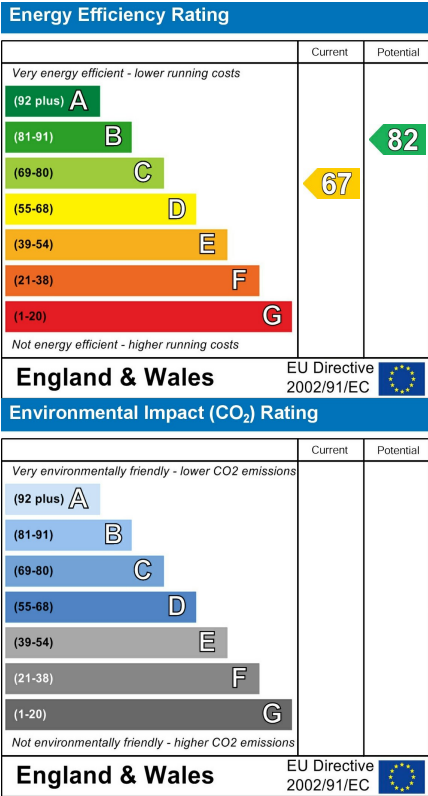 Energy Efficiency Rating
Current Potential
Very energy efficient - lower running costs
(92 plus) A
(81-91) B
82
(69-80) C
67
(55-68) D
(39-54) E
(21-38) F
(1-20) G
Not energy efficient - higher running costs
England & Wales
EU Directive
2002/91/EC
Environmental Impact (CO₂) Rating
Current Potential
Very environmentally friendly - lower CO2 emissions
(92 plus) A
(81-91) B
(69-80) C
(55-68) D
(39-54) E
(21-38) F
(1-20) G
Not environmentally friendly - higher CO2 emissions
England & Wales
EU Directive
2002/91/EC